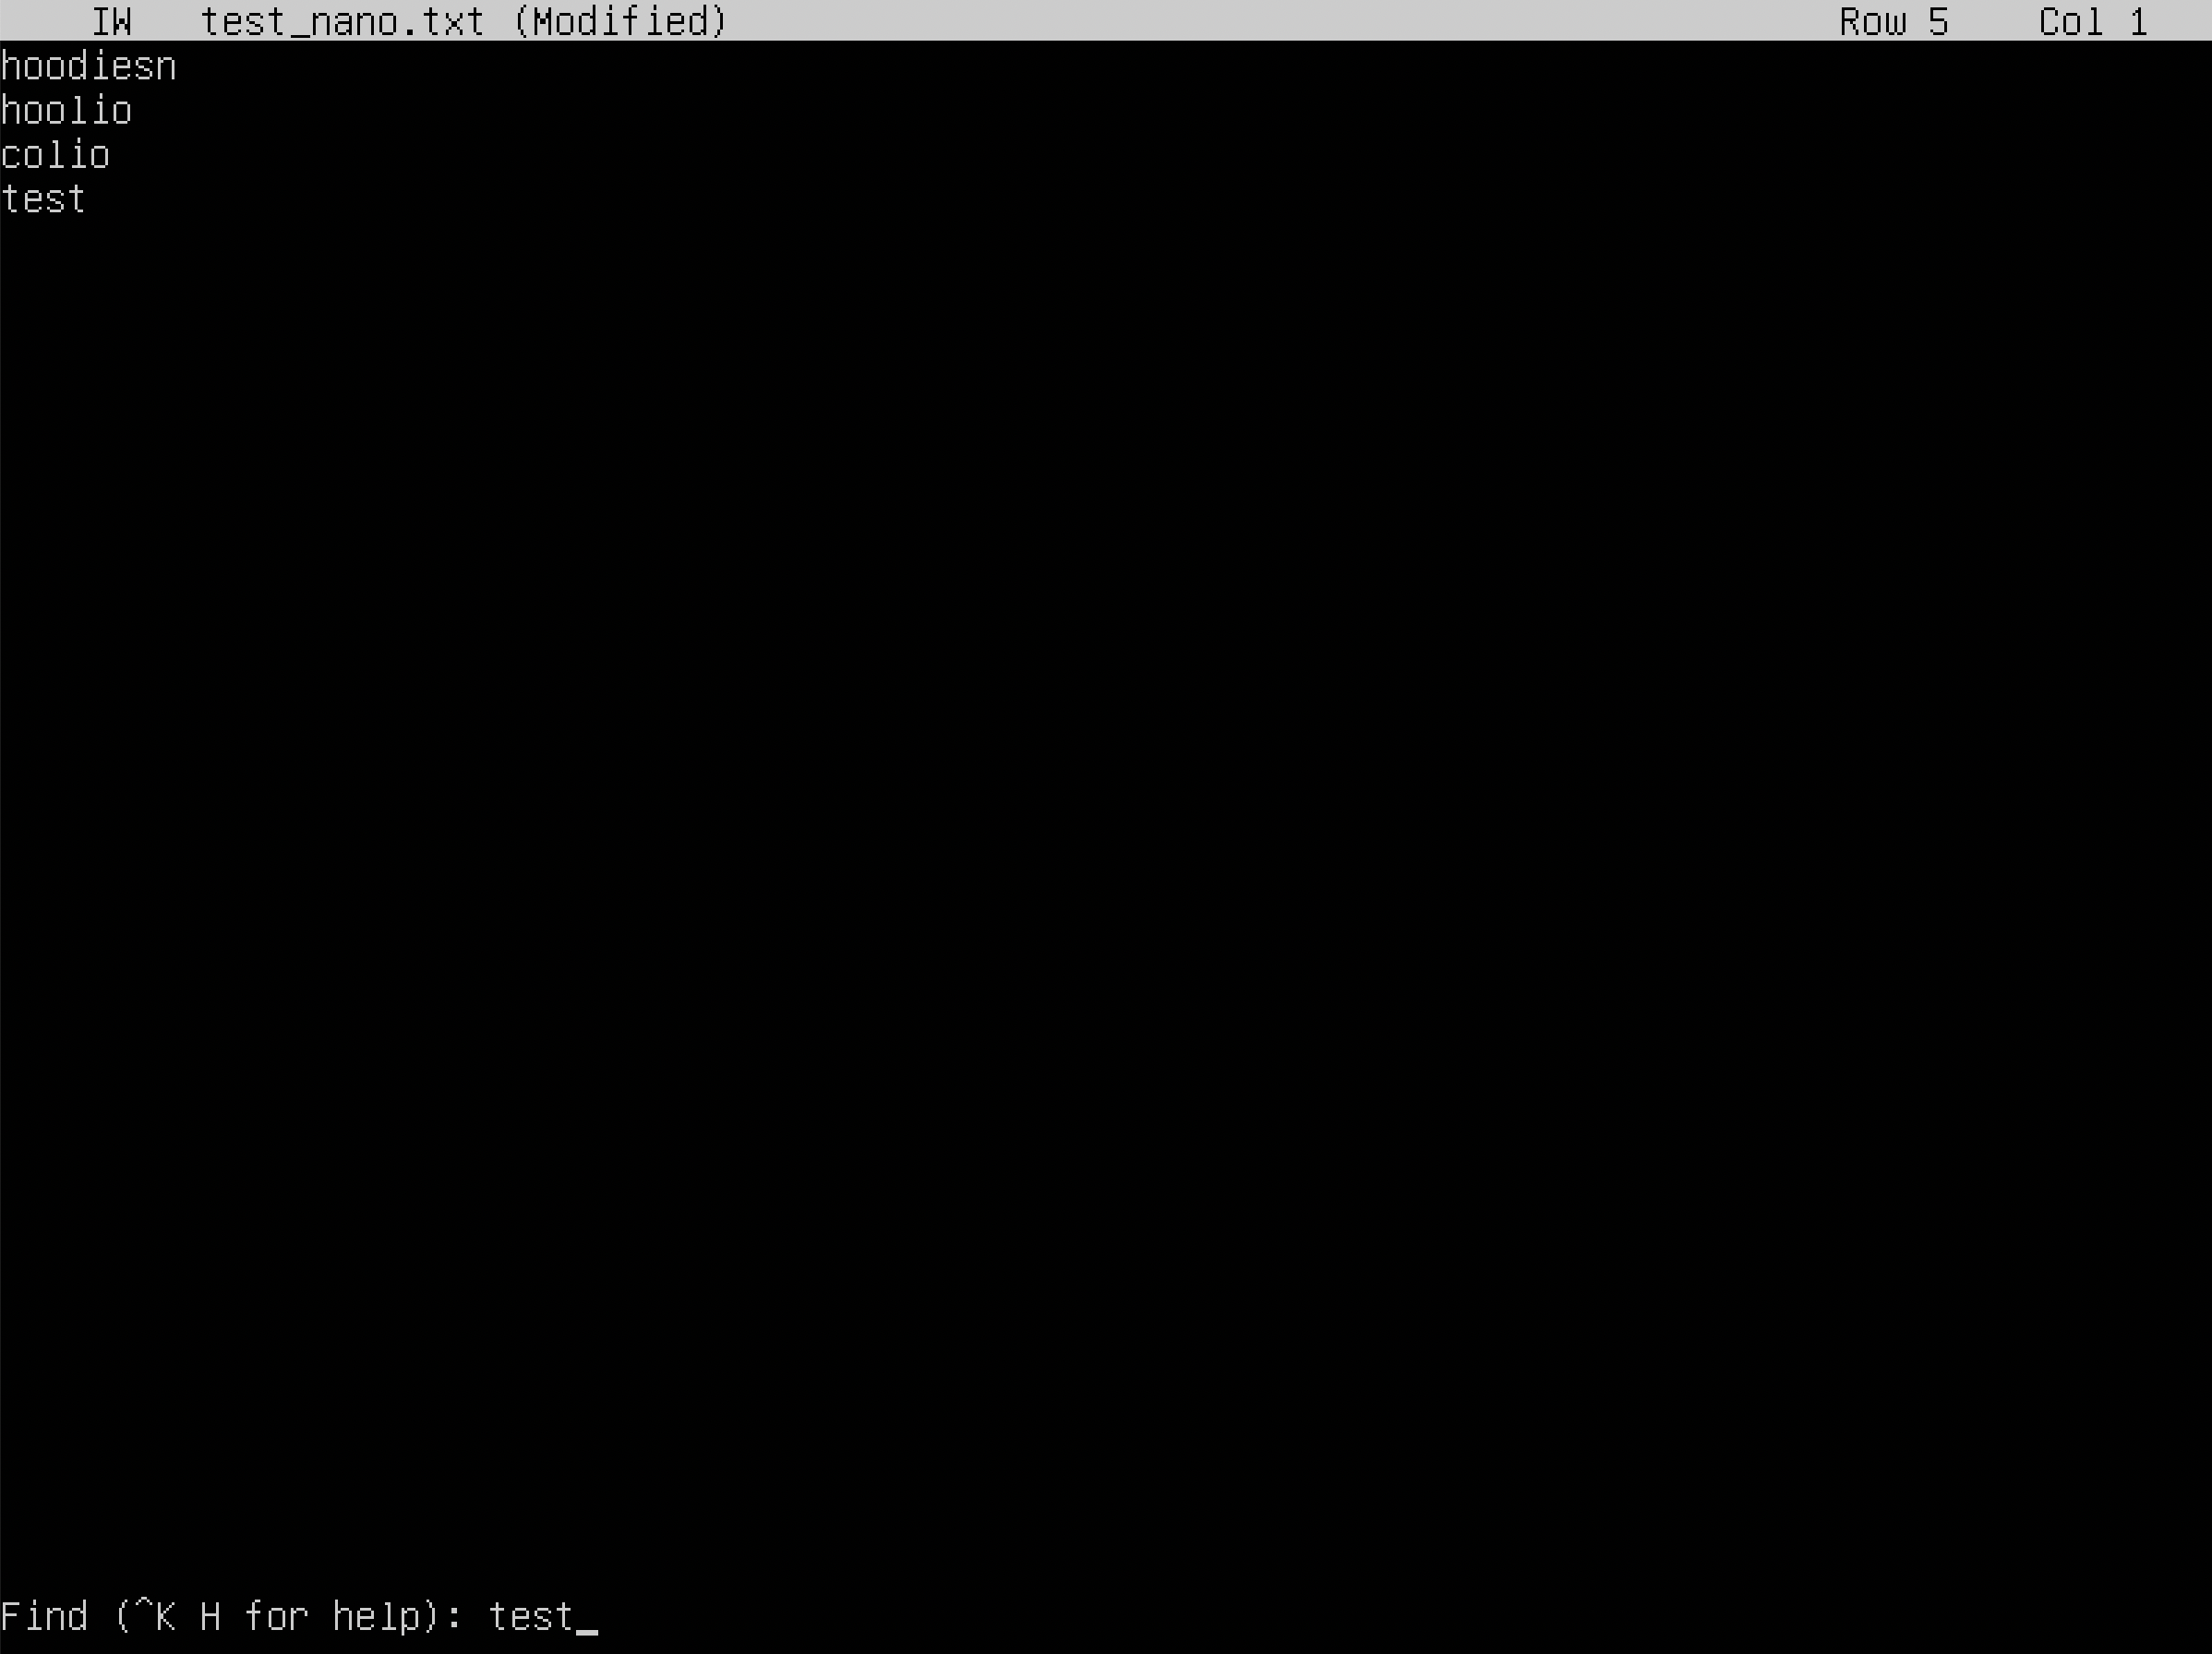 IW   test_nano.txt (Modified)   Row 5   Col 1
hoodiesn
hoolio
colio
test
Find (^K H for help): test_